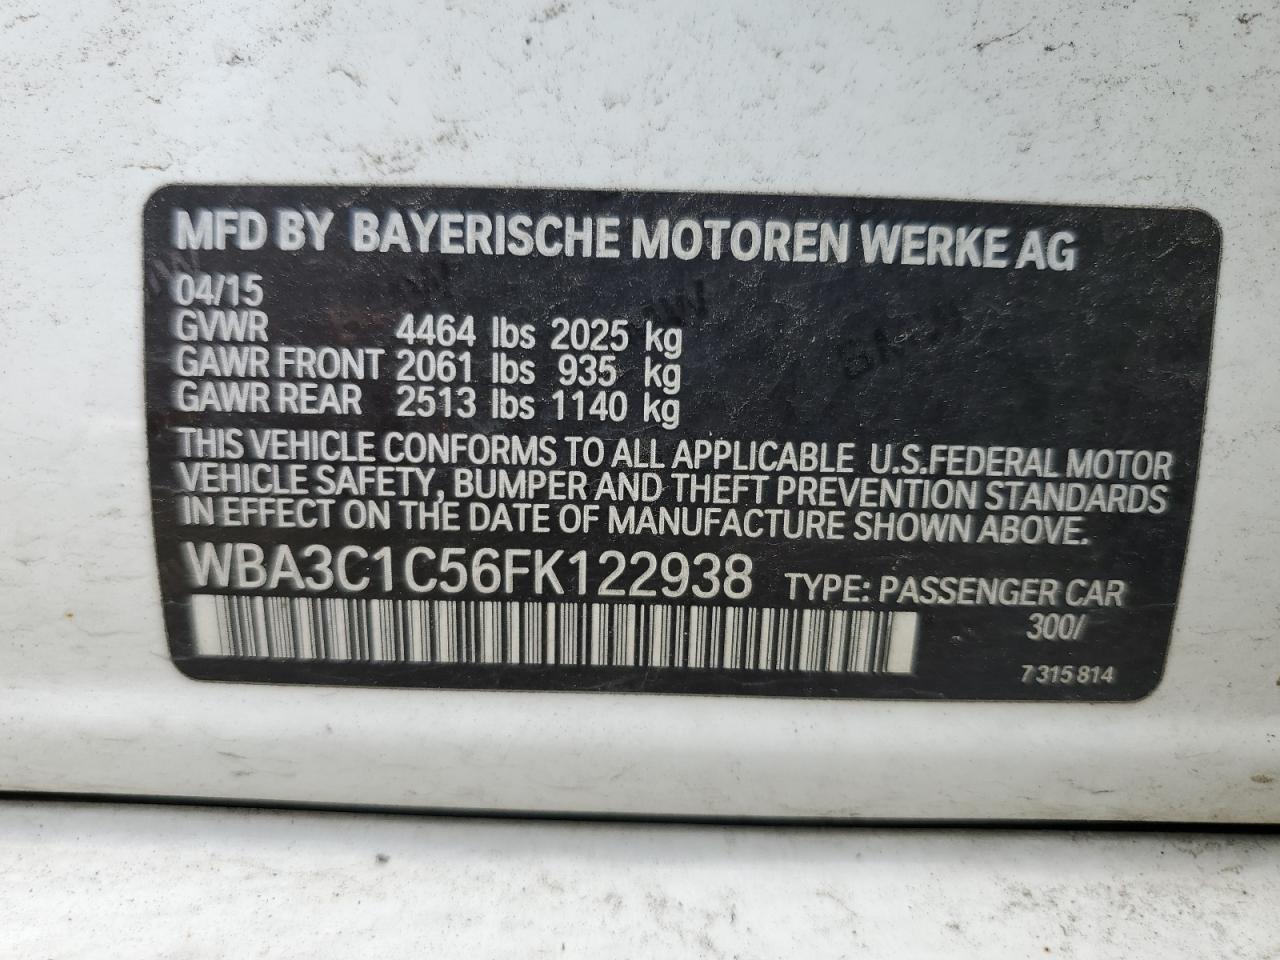 MFD BY BAYERISCHE MOTOREN WERKE AG
04/15
GVWR 4464 lbs 2025 kg
GAWR FRONT 2061 lbs 935 kg
GAWR REAR 2513 lbs 1140 kg
THIS VEHICLE CONFORMS TO ALL APPLICABLE U.S.FEDERAL MOTOR
VEHICLE SAFETY, BUMPER AND THEFT PREVENTION STANDARDS
IN EFFECT ON THE DATE OF MANUFACTURE SHOWN ABOVE.
WBA3C1C56FK122938 TYPE: PASSENGER CAR
300/
7 315 814